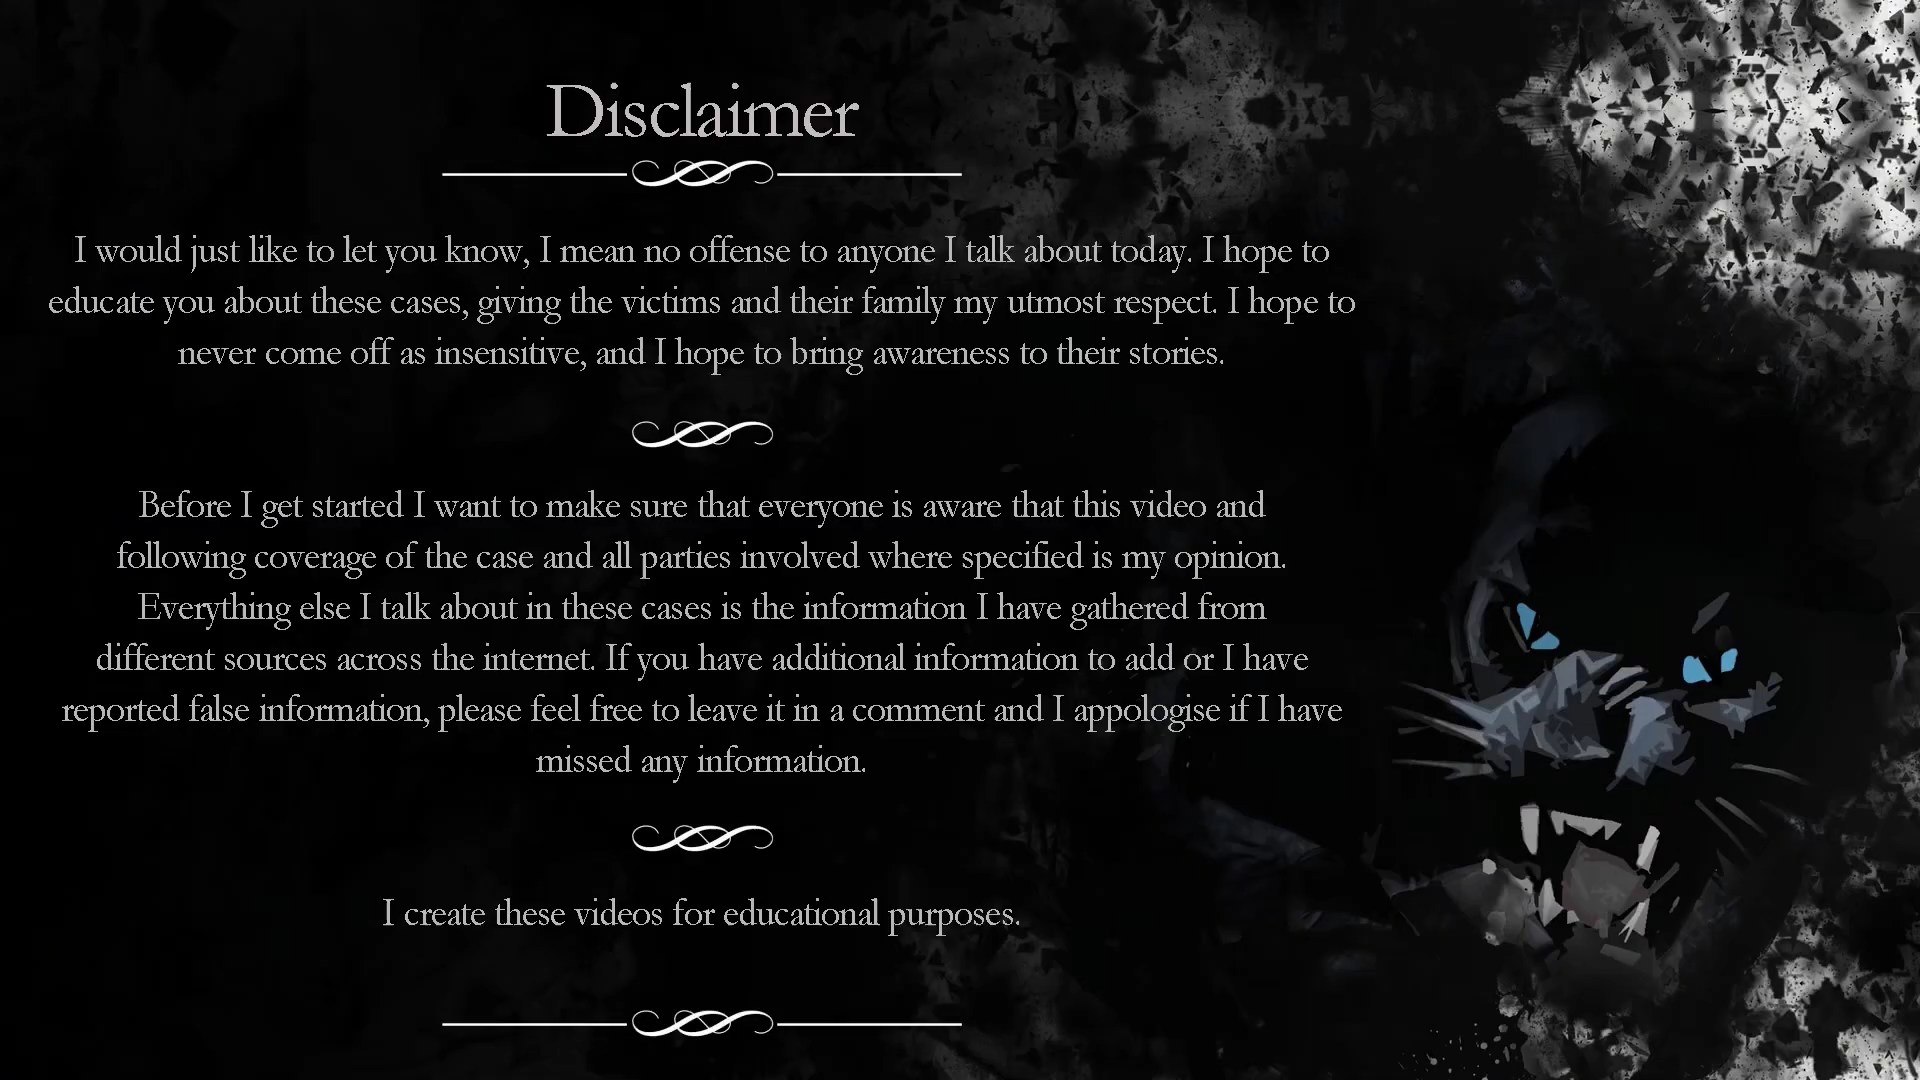 Disclaimer
I would just like to let you know, I mean no offense to anyone I talk about today. I hope to
educate you about these cases, giving the victims and their family my utmost respect. I hope to
never come off as insensitive, and I hope to bring awareness to their stories.
Before I get started I want to make sure that everyone is aware that this video and
following coverage of the case and all parties involved where specified is my opinion.
Everything else I talk about in these cases is the information I have gathered from
different sources across the internet. If you have additional information to add or I have
reported false information, please feel free to leave it in a comment and I appologise if I have
missed any information.
I create these videos for educational purposes.